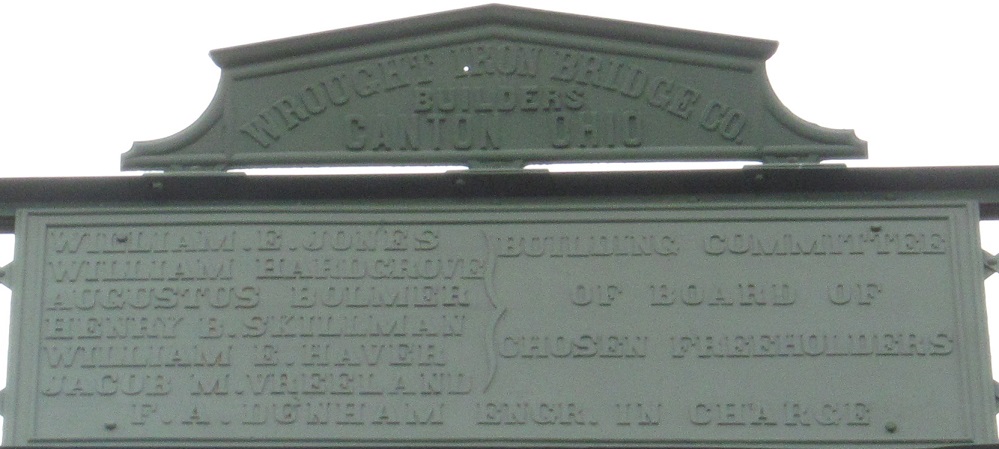 WROUGHT IRON BRIDGE CO.
BUILDERS
CANTON OHIO
WILLIAM.E.JONES
WILLIAM HARDGROVE
AUGUSTUS BOLMER
HENRY B.SKILLMAN
WILLIAM E.HAVER
JACOB M.VREELAND
BUILDING COMMITTEE
OF BOARD OF
CHOSEN FREEHOLDERS
F.A.DUNHAM ENGR. IN CHARGE